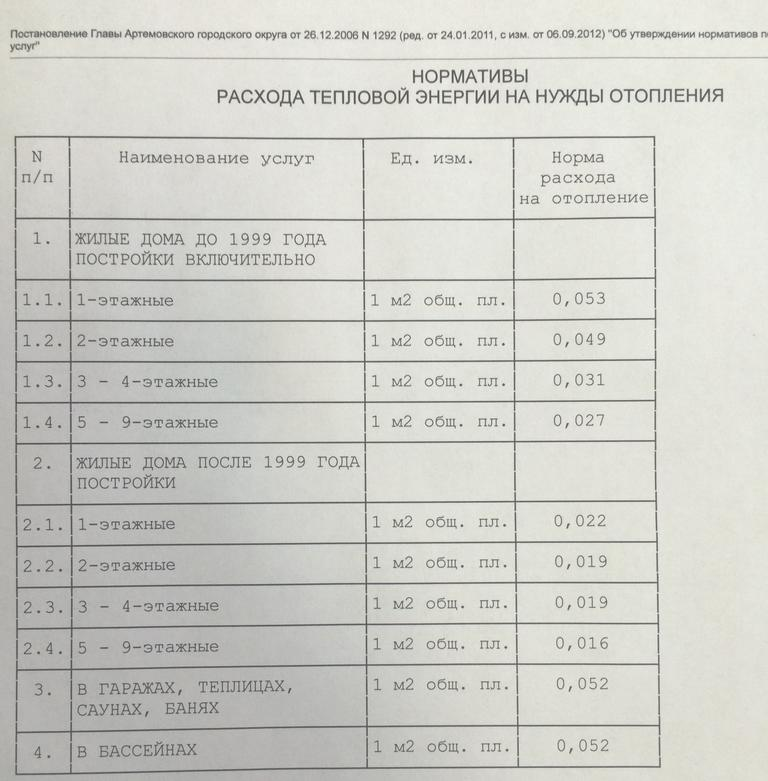 Постановление Главы Артемовского городского округа от 26.12.2006 N 1292 (ред. от 24.01.2011, с изм. от 06.09.2012) "Об утверждении нормативов
услуг"
НОРМАТИВЫ
РАСХОДА ТЕПЛОВОЙ ЭНЕРГИИ НА НУЖДЫ ОТОПЛЕНИЯ
N п/п Наименование услуг Ед. изм. Норма
расхода
на отопление
1. ЖИЛЫЕ ДОМА ДО 1999 ГОДА
ПОСТРОЙКИ ВКЛЮЧИТЕЛЬНО
1.1. 1-этажные 1 м2 общ. пл. 0,053
1.2. 2-этажные 1 м2 общ. пл. 0,049
1.3. 3 - 4-этажные 1 м2 общ. пл. 0,031
1.4. 5 - 9-этажные 1 м2 общ. пл. 0,027
2. ЖИЛЫЕ ДОМА ПОСЛЕ 1999 ГОДА
ПОСТРОЙКИ
2.1. 1-этажные 1 м2 общ. пл. 0,022
2.2. 2-этажные 1 м2 общ. пл. 0,019
2.3. 3 - 4-этажные 1 м2 общ. пл. 0,019
2.4. 5 - 9-этажные 1 м2 общ. пл. 0,016
3. В ГАРАЖАХ, ТЕПЛИЦАХ, 1 м2 общ. пл. 0,052
САУНАХ, БАНЯХ
4. В БАССЕЙНАХ 1 м2 общ. пл. 0,052